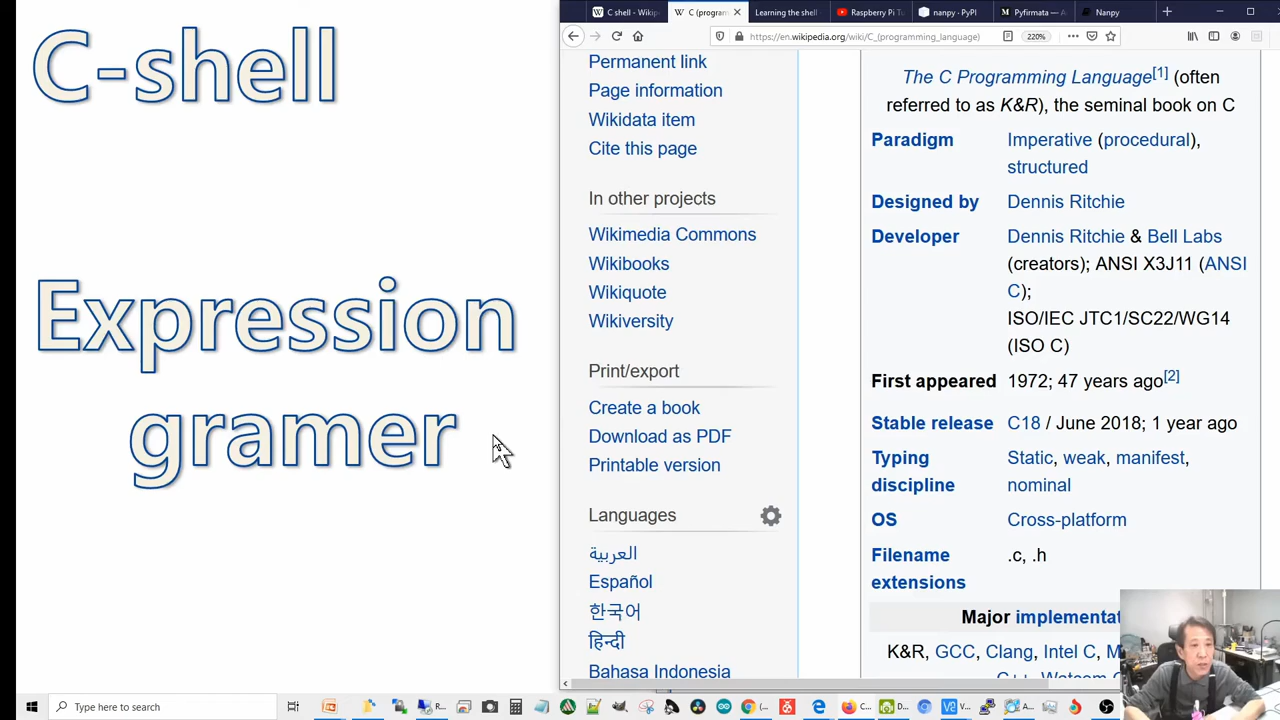 C-shell
Expression
gramer
C shell - Wikip
C (program
Learning the shell
Raspberry Pi Tu
nanpy · PyPI
Pyfirmata — A
Nanpy
https://en.wikipedia.org/wiki/C_(programming_language)
220%
Permanent link
Page information
Wikidata item
Cite this page
In other projects
Wikimedia Commons
Wikibooks
Wikiquote
Wikiversity
Print/export
Create a book
Download as PDF
Printable version
Languages
العربية
Español
한국어
हिन्दी
Bahasa Indonesia
The C Programming Language[1] (often
referred to as K&R), the seminal book on C
Paradigm Imperative (procedural),
structured
Designed by Dennis Ritchie
Developer Dennis Ritchie & Bell Labs
(creators); ANSI X3J11 (ANSI
C);
ISO/IEC JTC1/SC22/WG14
(ISO C)
First appeared 1972; 47 years ago[2]
Stable release C18 / June 2018; 1 year ago
Typing discipline Static, weak, manifest,
nominal
OS Cross-platform
Filename extensions .c, .h
Major implementat
K&R, GCC, Clang, Intel C, M
C++, Watcom C
Type here to search